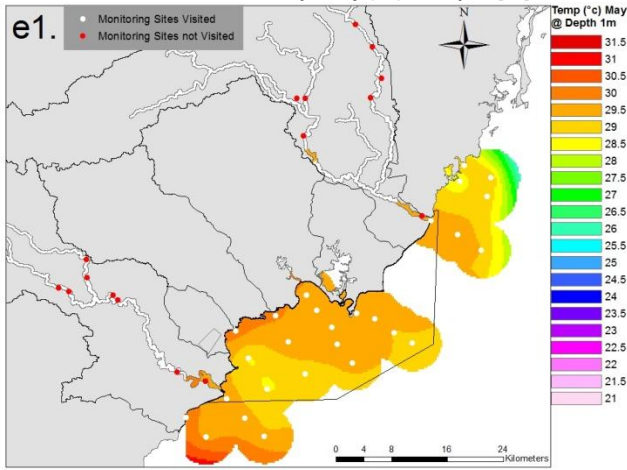 e1.
Monitoring Sites Visited
Monitoring Sites not Visited
N
Temp (°c) May
@ Depth 1m
31.5
31
30.5
30
29.5
29
28.5
28
27.5
27
26.5
26
25.5
25
24.5
24
23.5
23
22.5
22
21.5
21
0 4 8 16 24
Kilometers